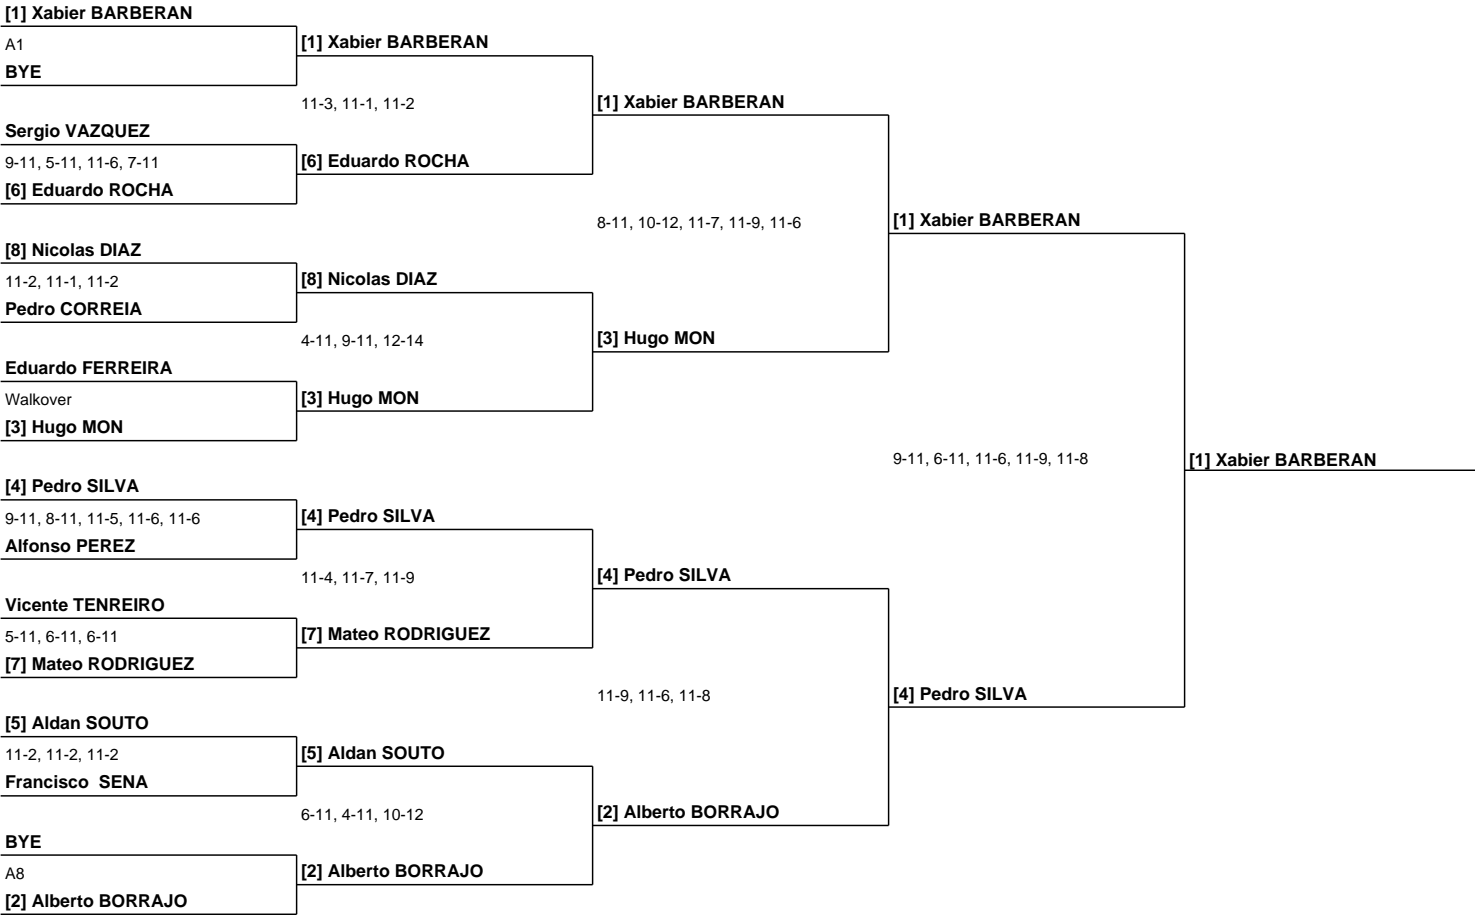 [1] Xabier BARBERAN
A1
BYE
Sergio VAZQUEZ
9-11, 5-11, 11-6, 7-11
[6] Eduardo ROCHA
[8] Nicolas DIAZ
11-2, 11-1, 11-2
Pedro CORREIA
Eduardo FERREIRA
Walkover
[3] Hugo MON
[4] Pedro SILVA
9-11, 8-11, 11-5, 11-6, 11-6
Alfonso PEREZ
Vicente TENREIRO
5-11, 6-11, 6-11
[7] Mateo RODRIGUEZ
[5] Aldan SOUTO
11-2, 11-2, 11-2
Francisco  SENA
BYE
A8
[2] Alberto BORRAJO
[1] Xabier BARBERAN
11-3, 11-1, 11-2
[6] Eduardo ROCHA
[8] Nicolas DIAZ
4-11, 9-11, 12-14
[3] Hugo MON
[4] Pedro SILVA
11-4, 11-7, 11-9
[7] Mateo RODRIGUEZ
[5] Aldan SOUTO
6-11, 4-11, 10-12
[2] Alberto BORRAJO
[1] Xabier BARBERAN
8-11, 10-12, 11-7, 11-9, 11-6
[3] Hugo MON
[4] Pedro SILVA
11-9, 11-6, 11-8
[2] Alberto BORRAJO
[1] Xabier BARBERAN
9-11, 6-11, 11-6, 11-9, 11-8
[4] Pedro SILVA
[1] Xabier BARBERAN